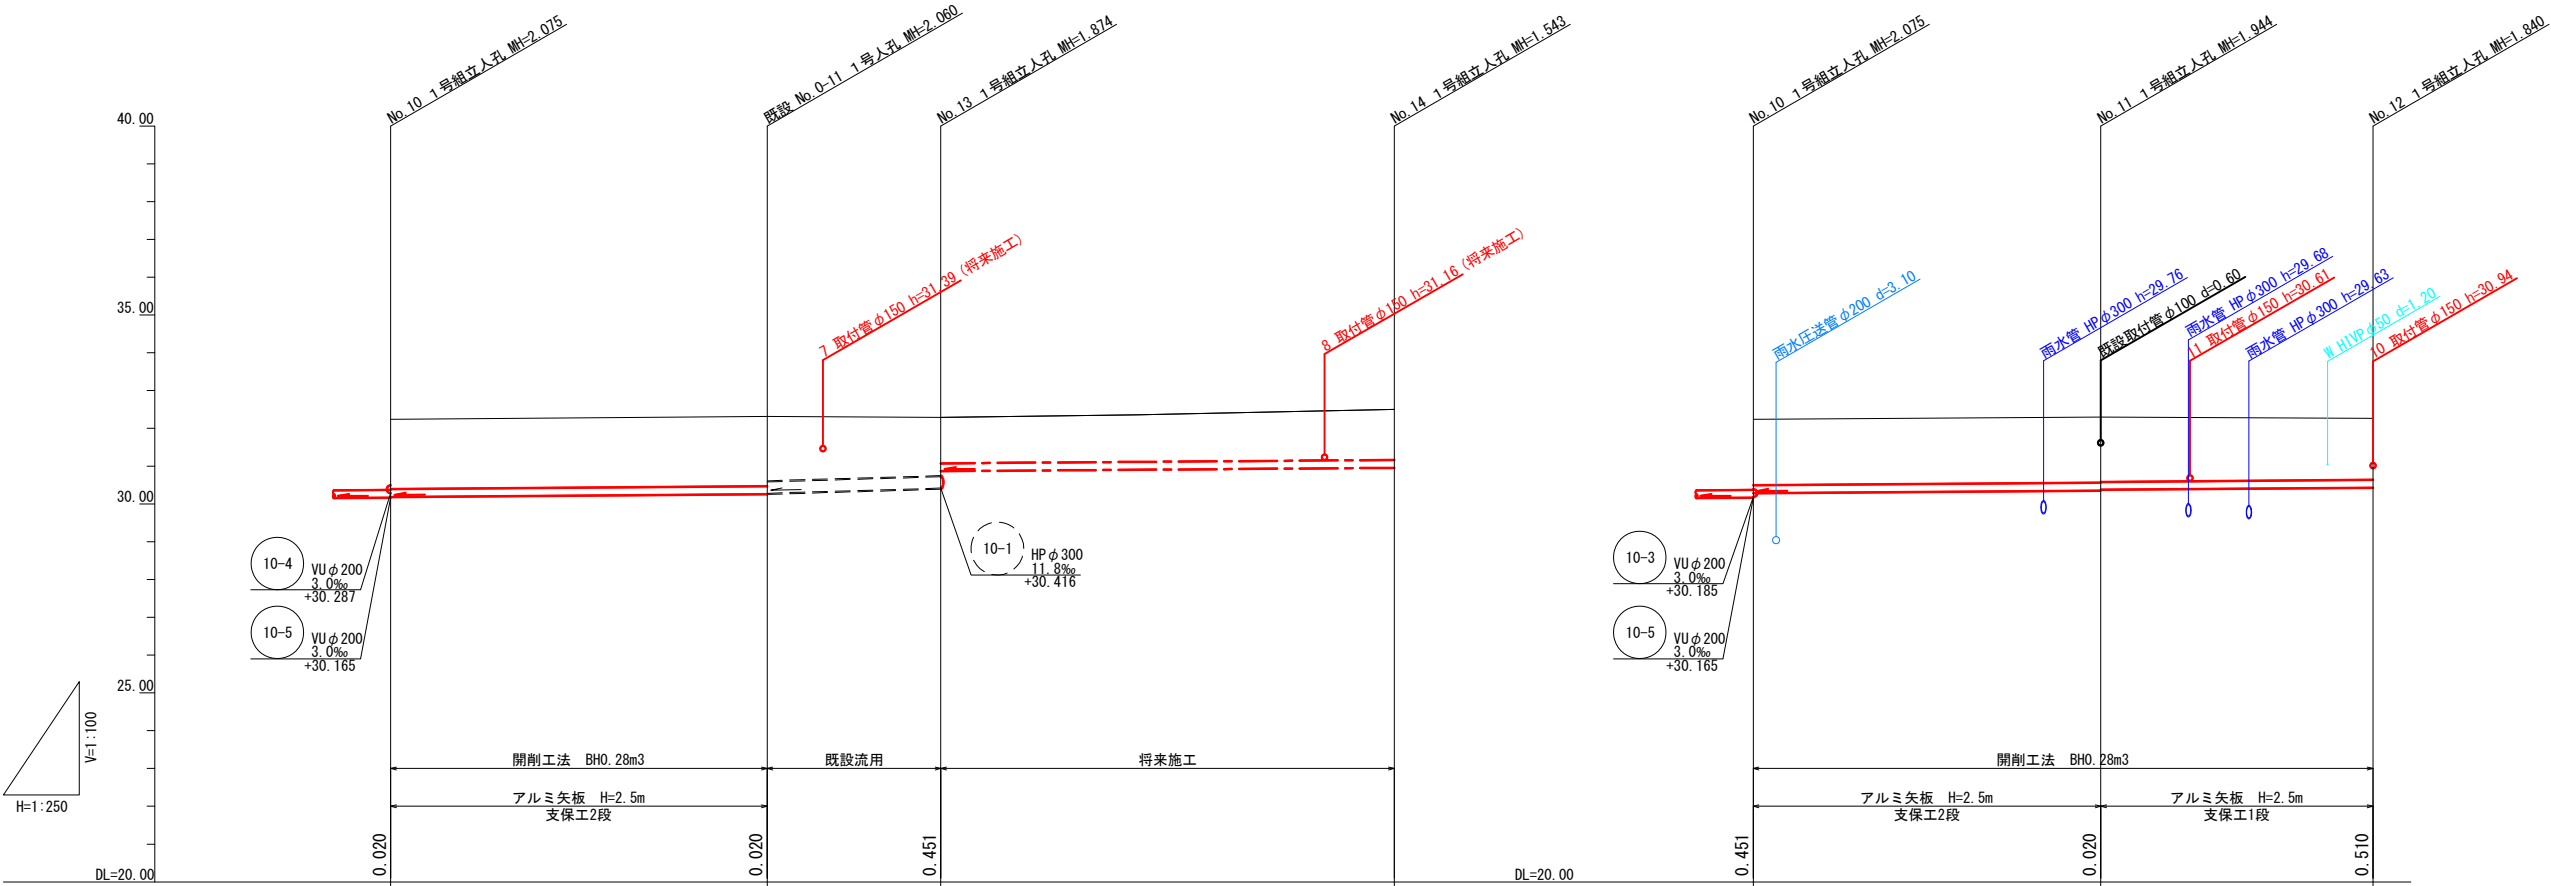 No.10 1号組立人孔 MH=2.075
既設 No.0-11 1号人孔 MH=2.060
No.13 1号組立人孔 MH=1.874
No.14 1号組立人孔 MH=1.543
No.10 1号組立人孔 MH=2.075
No.11 1号組立人孔 MH=1.944
No.12 1号組立人孔 MH=1.840
40.00
35.00
30.00
25.00
DL=20.00
DL=20.00
7 取付管φ150 h=31.39 (将来施工)
8 取付管φ150 h=31.16 (将来施工)
雨水圧送管φ200 d=3.10
雨水管 HPφ300 h=29.76
既設取付管φ100 d=0.60
雨水管 HPφ300 h=29.68
11 取付管φ150 h=30.61
雨水管 HPφ300 h=29.63
W HIVPφ50 d=1.20
10 取付管φ150 h=30.94
10-4
VUφ200
3.0‰
+30.287
10-5
VUφ200
3.0‰
+30.165
10-1
HPφ300
11.8‰
+30.416
10-3
VUφ200
3.0‰
+30.185
10-5
VUφ200
3.0‰
+30.165
V=1:100
H=1:250
開削工法 BH0.28m3
既設流用
将来施工
アルミ矢板 H=2.5m
支保工2段
開削工法 BH0.28m3
アルミ矢板 H=2.5m
支保工2段
アルミ矢板 H=2.5m
支保工1段
0.020
0.020
0.451
0.451
0.020
0.510